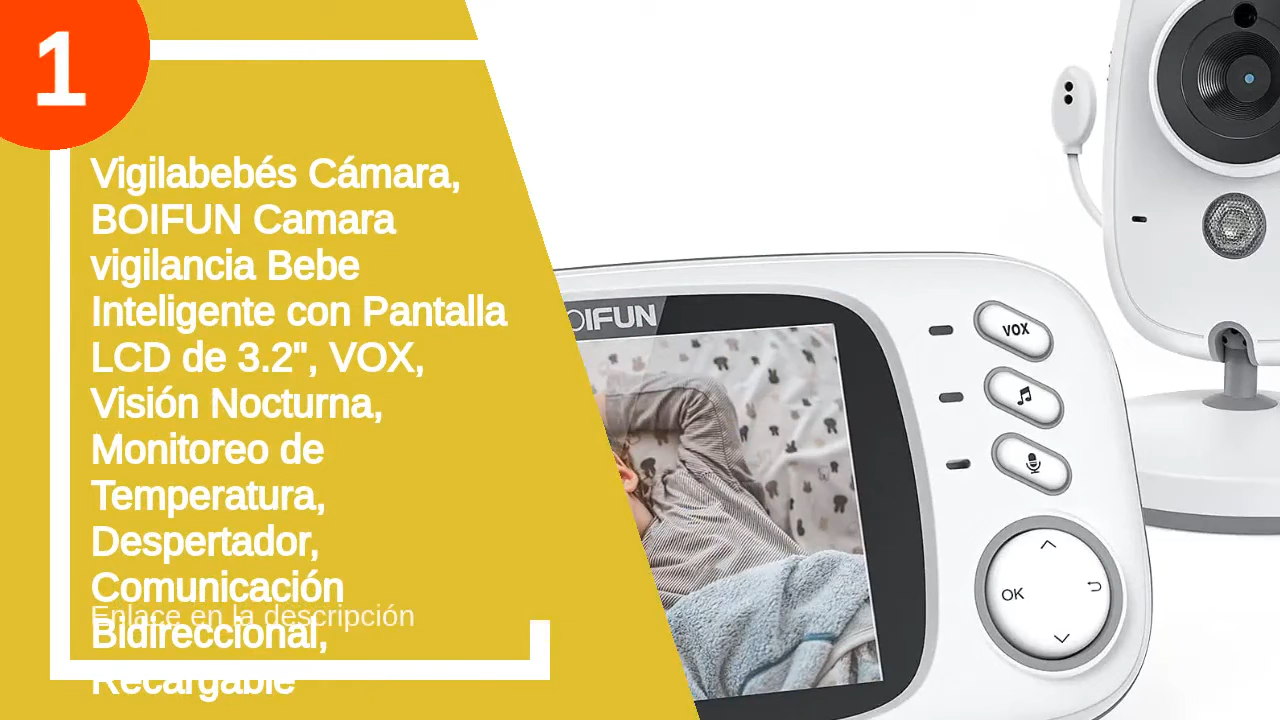 1
Vigilabebés Cámara,
BOIFUN Camara
vigilancia Bebe
Inteligente con Pantalla
LCD de 3.2", VOX,
Visión Nocturna,
Monitoreo de
Temperatura,
Despertador,
Comunicación
Enlace en la descripción
Bidireccional,
Recargable
BOIFUN
VOX
OK